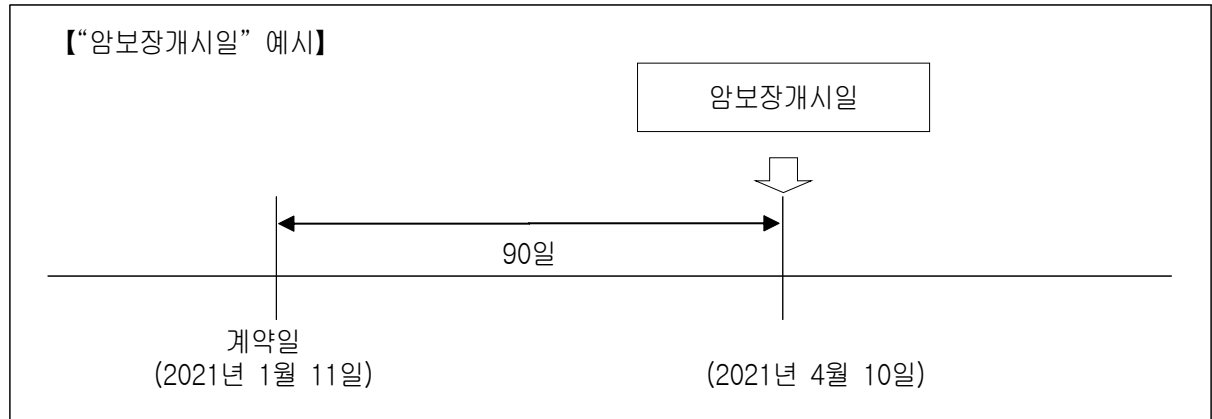 【“암보장개시일” 예시】
암보장개시일
90일
계약일
(2021년 1월 11일)
(2021년 4월 10일)